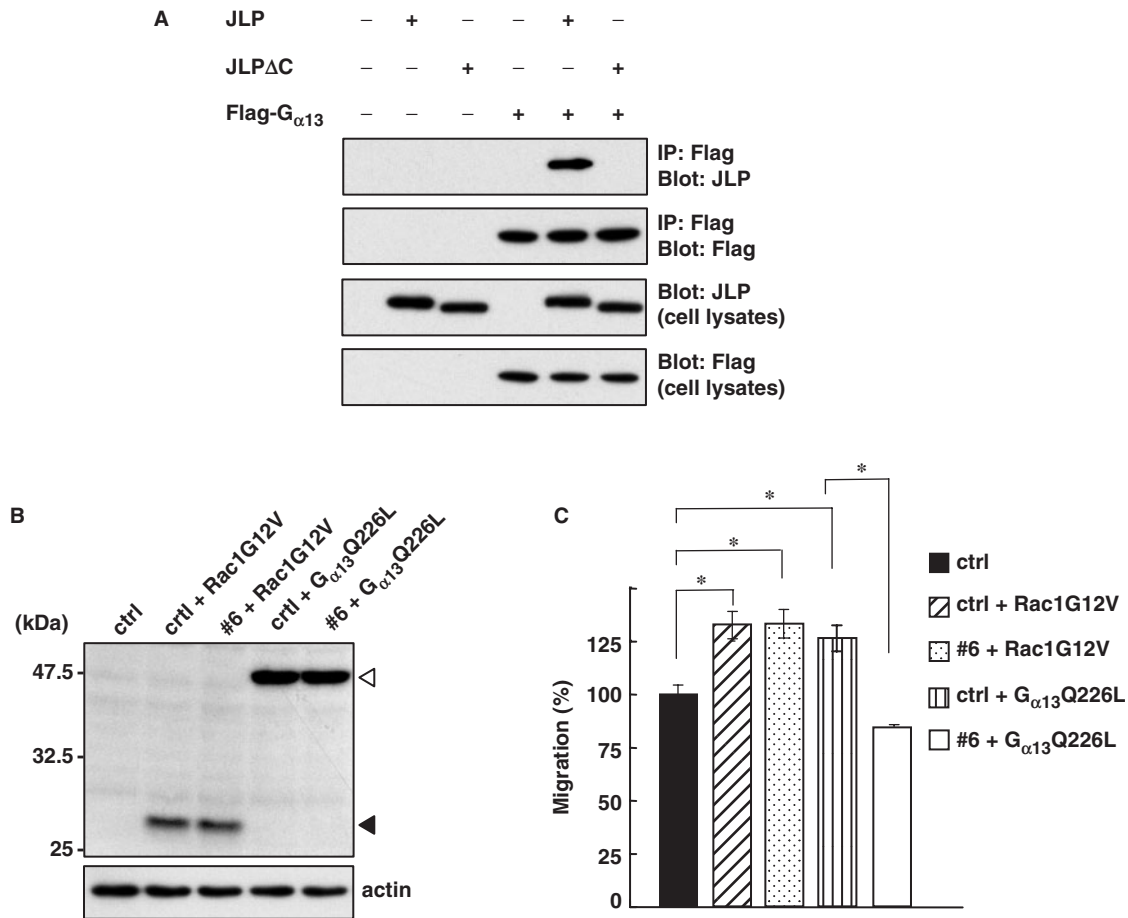 A
JLP – + – – + –
JLPΔC – – + – – +
Flag-Gα13 – – – + + +
IP: Flag
Blot: JLP
IP: Flag
Blot: Flag
Blot: JLP
(cell lysates)
Blot: Flag
(cell lysates)
B
(kDa)
ctrl
crtl + Rac1G12V
#6 + Rac1G12V
crtl + Gα13Q226L
#6 + Gα13Q226L
47.5
32.5
25
actin
C
Migration (%)
125
100
75
50
25
0
*
*
*
*
ctrl
ctrl + Rac1G12V
#6 + Rac1G12V
ctrl + Gα13Q226L
#6 + Gα13Q226L